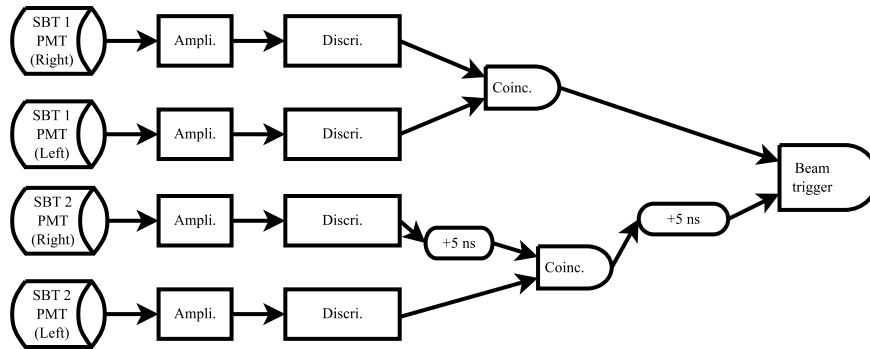 SBT 1
PMT
(Right)
Ampli.
Discri.
Coinc.
SBT 1
PMT
(Left)
Ampli.
Discri.
Beam
trigger
SBT 2
PMT
(Right)
Ampli.
Discri.
+5 ns
+5 ns
Coinc.
SBT 2
PMT
(Left)
Ampli.
Discri.